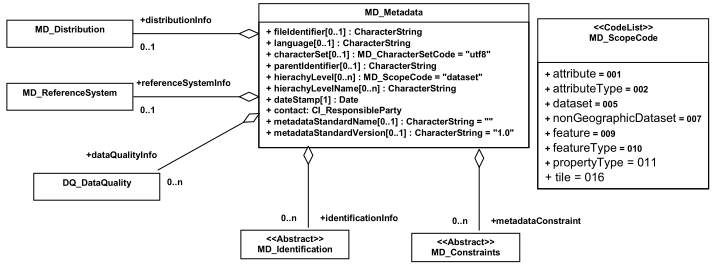 MD_Metadata
+ fileIdentifier[0..1] : CharacterString
+ language[0..1] : CharacterString
+ characterSet[0..1] : MD_CharacterSetCode = "utf8"
+ parentIdentifier[0..1] : CharacterString
+ hierachyLevel[0..n] : MD_ScopeCode = "dataset"
+ hierachyLevelName[0..n] : CharacterString
+ dateStamp[1] : Date
+ contact: CI_ResponsibleParty
+ metadataStandardName[0..1] : CharacterString = ""
+ metadataStandardVersion[0..1] : CharacterString = "1.0"
MD_Distribution
+distributionInfo
0..1
MD_ReferenceSystem
+referenceSystemInfo
0..1
+dataQualityInfo
DQ_DataQuality
0..n
0..n
+identificationInfo
<<Abstract>>
MD_Identification
0..n
+metadataConstraint
<<Abstract>>
MD_Constraints
<<CodeList>>
MD_ScopeCode
+ attribute = 001
+ attributeType = 002
+ dataset = 005
+ nonGeographicDataset = 007
+ feature = 009
+ featureType = 010
+ propertyType = 011
+ tile = 016